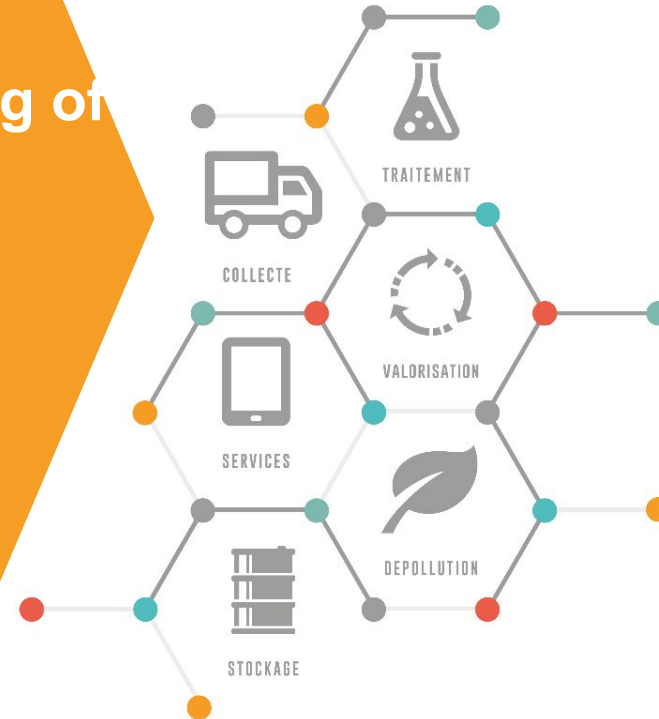 g of
TRAITEMENT
COLLECTE
VALORISATION
SERVICES
DEPOLLUTION
STOCKAGE